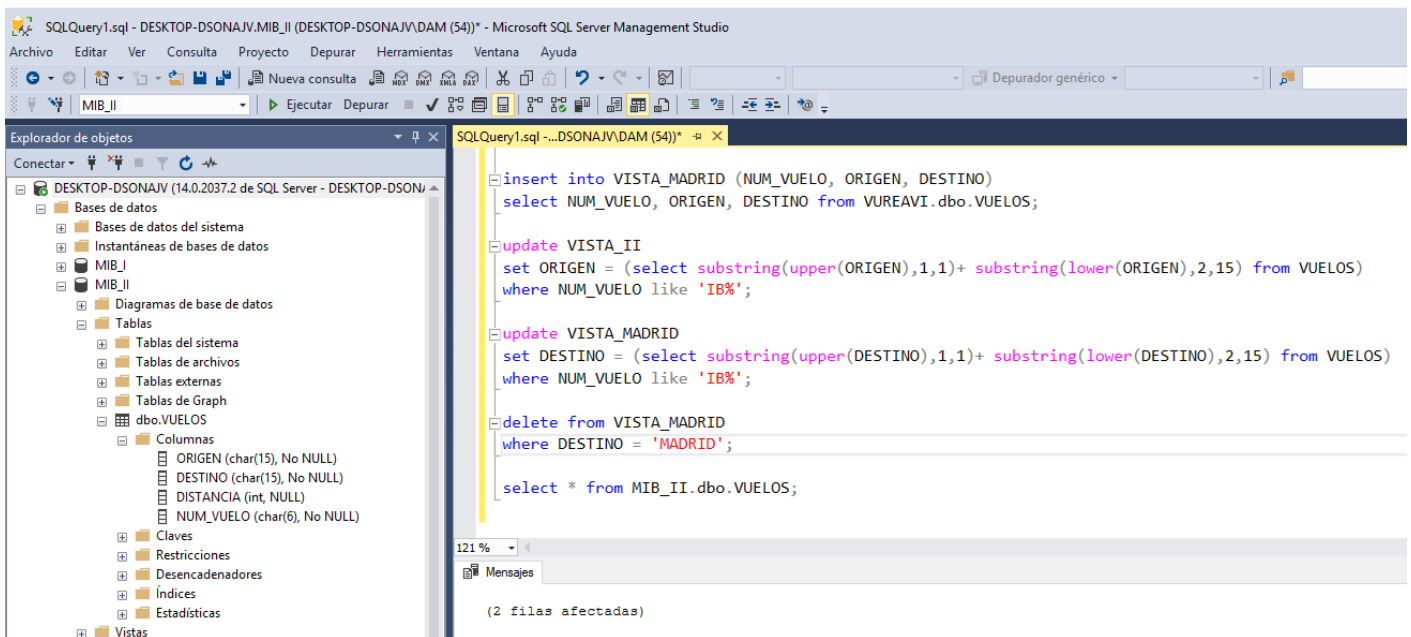 SQLQuery1.sql - DESKTOP-DSONAJV.MIB_II (DESKTOP-DSONAJV\DAM (54))* - Microsoft SQL Server Management Studio
Archivo Editar Ver Consulta Proyecto Depurar Herramientas Ventana Ayuda
Nueva consulta MDX DMX XMLA DAX Depurador genérico
MIB_II Ejecutar Depurar
Explorador de objetos
Conectar
DESKTOP-DSONAJV (14.0.2037.2 de SQL Server - DESKTOP-DSONA
Bases de datos
Bases de datos del sistema
Instantáneas de bases de datos
MIB_I
MIB_II
Diagramas de base de datos
Tablas
Tablas del sistema
Tablas de archivos
Tablas externas
Tablas de Graph
dbo.VUELOS
Columnas
ORIGEN (char(15), No NULL)
DESTINO (char(15), No NULL)
DISTANCIA (int, NULL)
NUM_VUELO (char(6), No NULL)
Claves
Restricciones
Desencadenadores
Índices
Estadísticas
Vistas
SQLQuery1.sql -...DSONAJV\DAM (54))*
insert into VISTA_MADRID (NUM_VUELO, ORIGEN, DESTINO)
select NUM_VUELO, ORIGEN, DESTINO from VUREAVI.dbo.VUELOS;
update VISTA_II
set ORIGEN = (select substring(upper(ORIGEN),1,1)+ substring(lower(ORIGEN),2,15) from VUELOS)
where NUM_VUELO like 'IB%';
update VISTA_MADRID
set DESTINO = (select substring(upper(DESTINO),1,1)+ substring(lower(DESTINO),2,15) from VUELOS)
where NUM_VUELO like 'IB%';
delete from VISTA_MADRID
where DESTINO = 'MADRID';
select * from MIB_II.dbo.VUELOS;
121 %
Mensajes
(2 filas afectadas)